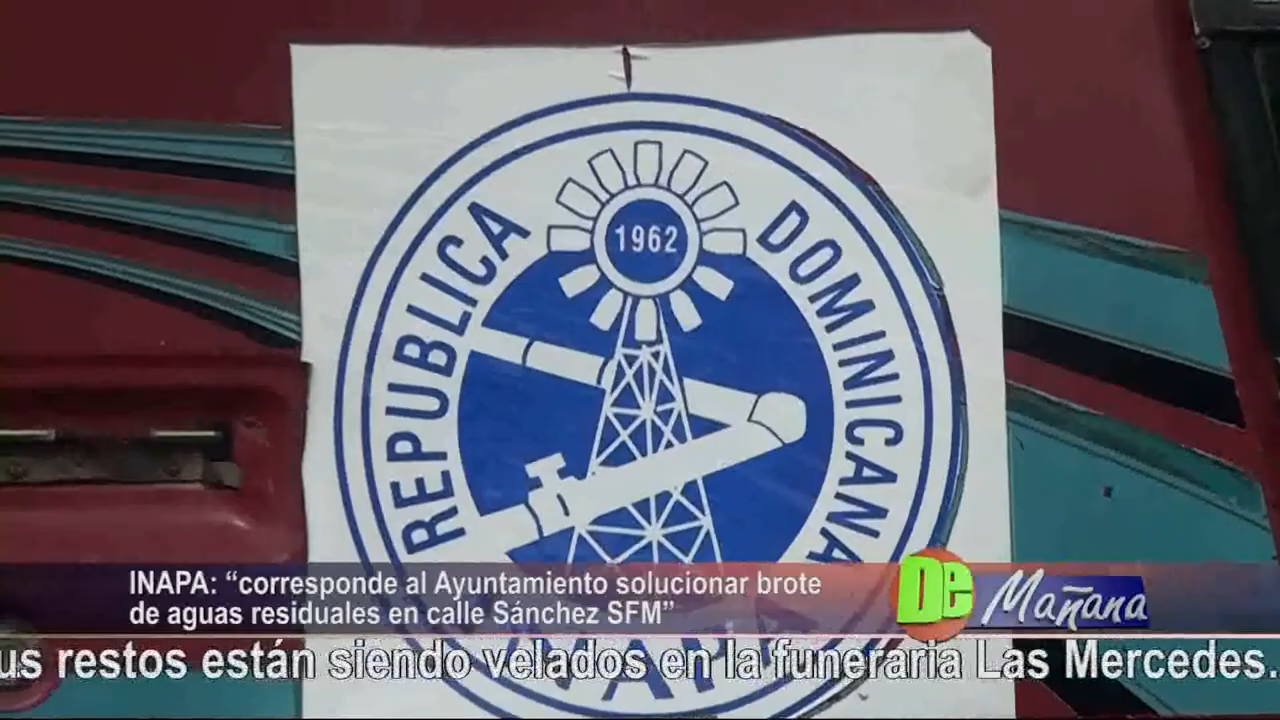 REPUBLICA DOMINICANA
1962
INAPA
INAPA: “corresponde al Ayuntamiento solucionar brote
de aguas residuales en calle Sánchez SFM”
De Mañana
us restos están siendo velados en la funeraria Las Mercedes.